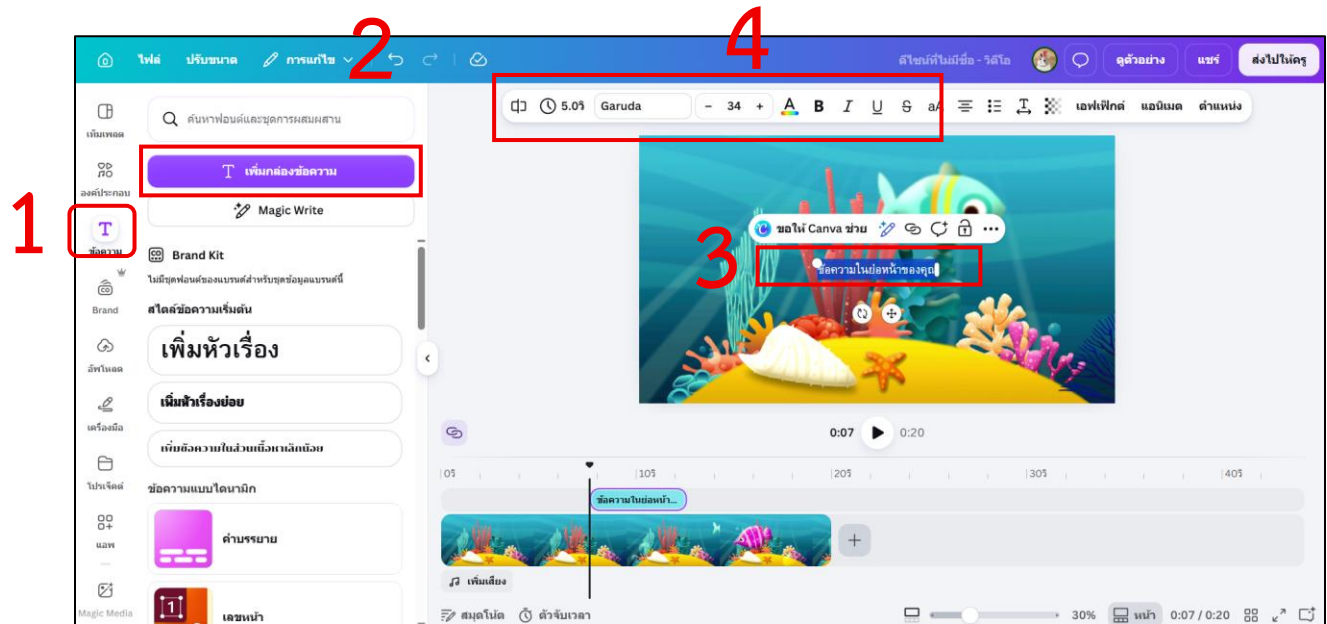 2
4
ไฟล์ ปรับขนาด การแก้ไข
ดีไซน์ที่ไม่มีชื่อ - วิดีโอ ดูตัวอย่าง แชร์ ส่งไปให้ครู
เท็มเพลต
ค้นหาฟอนต์และชุดการผสมผสาน
5.0วิ Garuda - 34 + A B I U S aA เอฟเฟ็กต์ แอนิเมต ตำแหน่ง
องค์ประกอบ
T เพิ่มกล่องข้อความ
1
T
ข้อความ
Magic Write
ขอให้ Canva ช่วย
3
ข้อความในย่อหน้าของคุณ
Brand Kit
ไม่มีชุดฟอนต์ของแบรนด์สำหรับชุดข้อมูลแบรนด์นี้
Brand
สไตล์ข้อความเริ่มต้น
เพิ่มหัวเรื่อง
อัพโหลด
เพิ่มหัวเรื่องย่อย
เครื่องมือ
เพิ่มข้อความในส่วนเนื้อหาเล็กน้อย
0:07 0:20
โปรเจ็คต์
ข้อความแบบไดนามิก
0วิ 10วิ 20วิ 30วิ 40วิ
ข้อความในย่อหน้า...
แอพ
คำบรรยาย
เพิ่มเสียง
Magic Media
1
เลขหน้า
สมุดโน้ต ตัวจับเวลา
30% หน้า 0:07 / 0:20